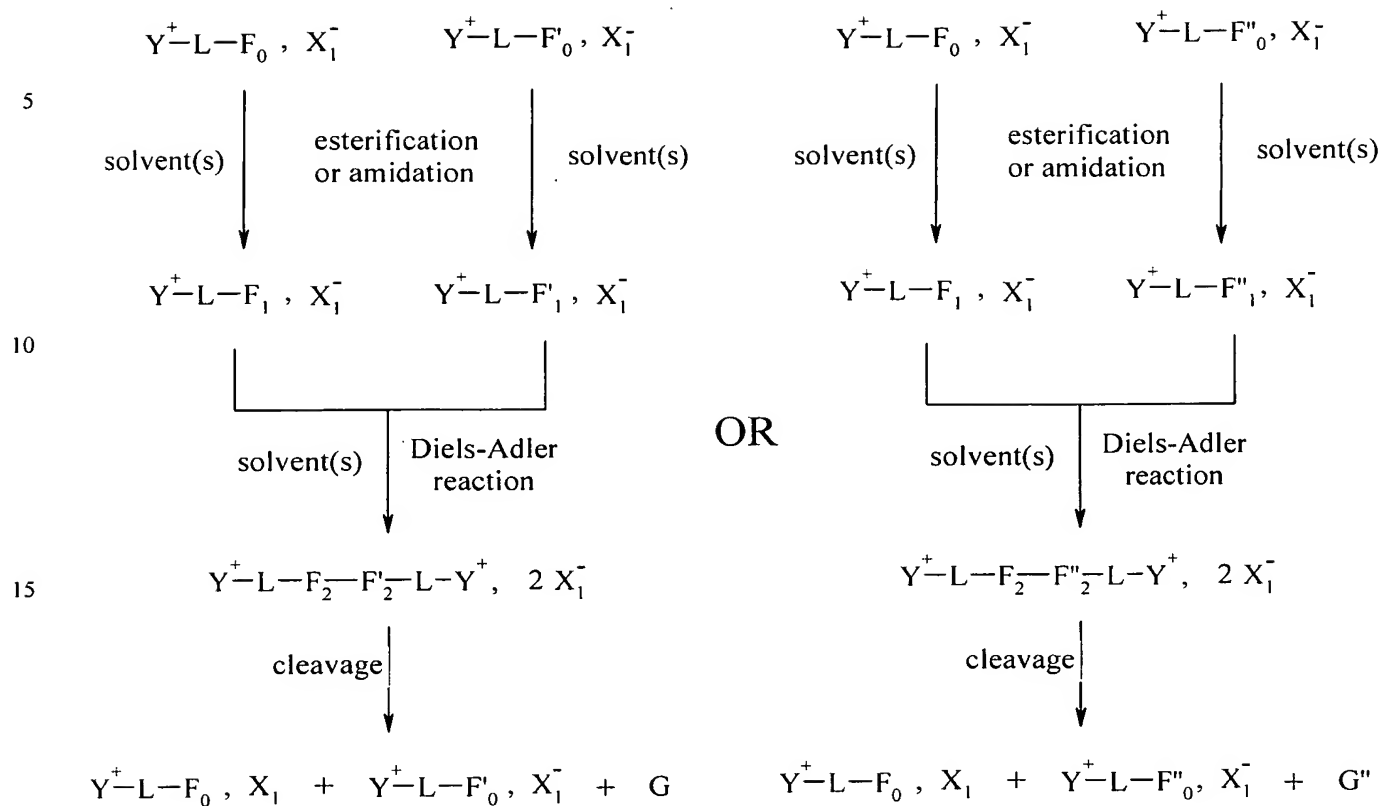 Y⁺–L–F₀ , X₁⁻ Y⁺–L–F'₀ , X₁⁻ Y⁺–L–F₀ , X₁⁻ Y⁺–L–F"₀, X₁⁻
5
solvent(s) esterification or amidation solvent(s) solvent(s) esterification or amidation solvent(s)
Y⁺–L–F₁ , X₁⁻ Y⁺–L–F'₁ , X₁⁻ Y⁺–L–F₁ , X₁⁻ Y⁺–L–F"₁, X₁⁻
10
OR
solvent(s) Diels-Adler reaction solvent(s) Diels-Adler reaction
15 Y⁺–L–F₂–F'₂–L–Y⁺, 2 X₁⁻ Y⁺–L–F₂–F"₂–L–Y⁺, 2 X₁⁻
cleavage cleavage
Y⁺–L–F₀ , X₁ + Y⁺–L–F'₀, X₁⁻ + G Y⁺–L–F₀ , X₁ + Y⁺–L–F"₀, X₁⁻ + G"